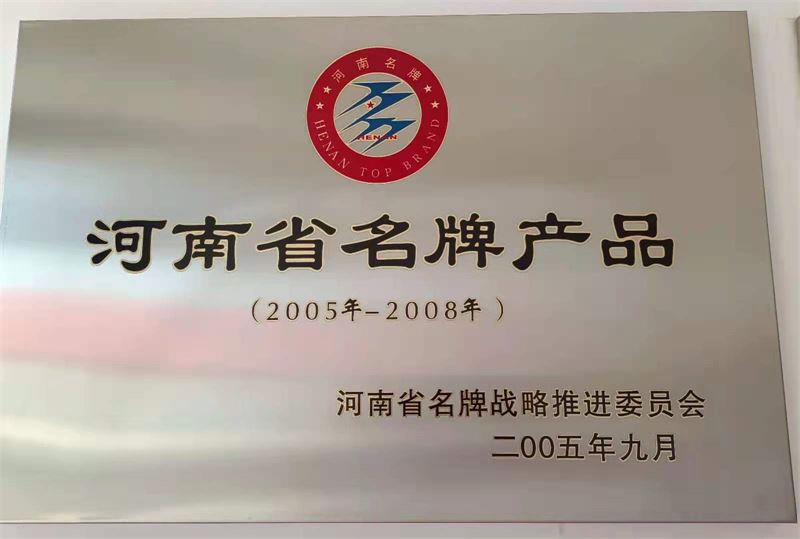 河南名牌
HENAN
HENAN TOP BRAND
河南省名牌产品
（2005年–2008年）
河南省名牌战略推进委员会
二00五年九月